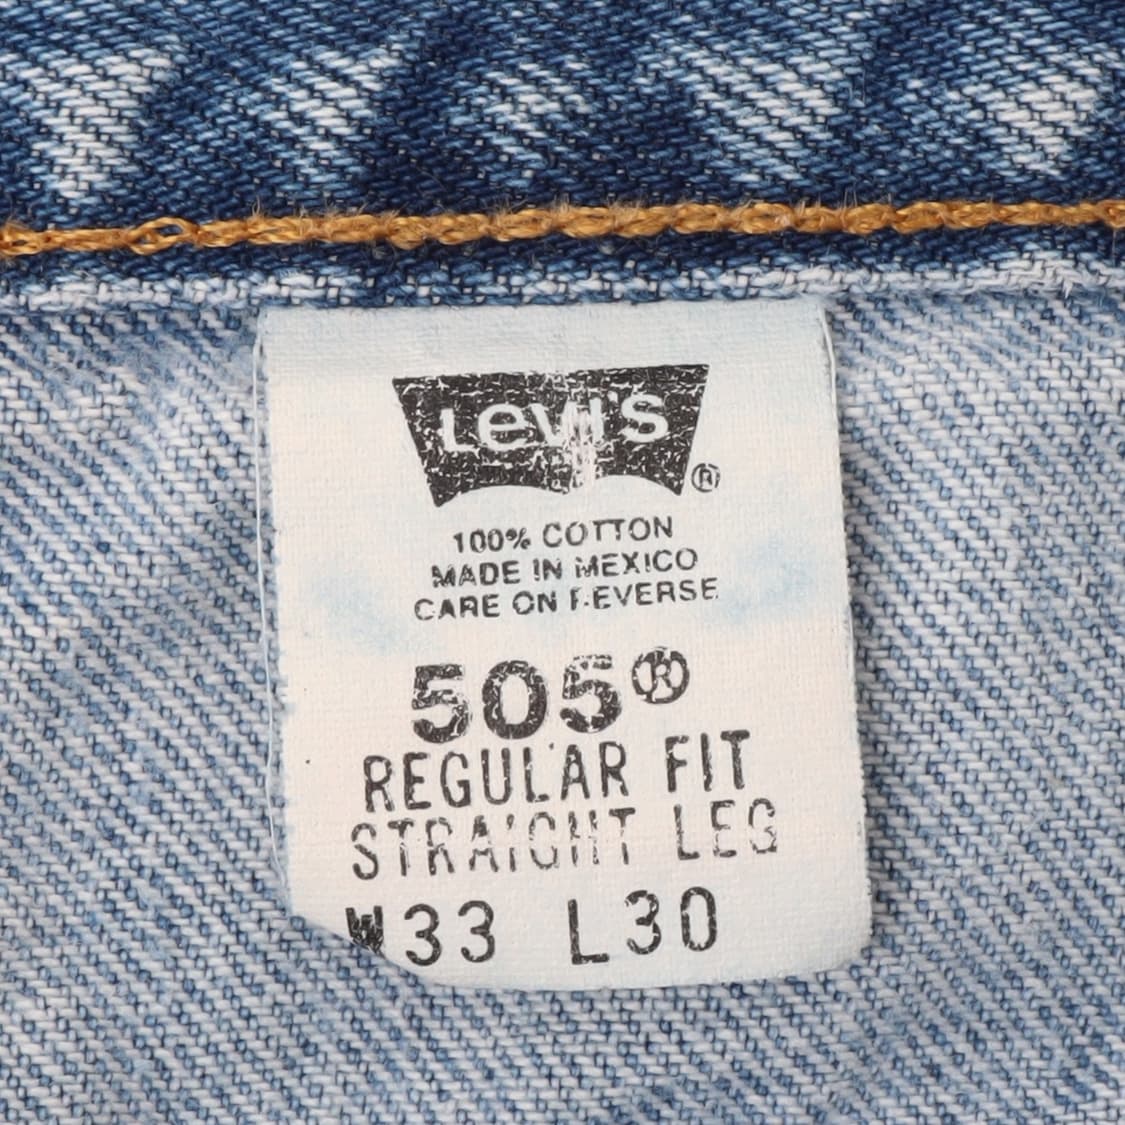 Levi's ®
100% COTTON
MADE IN MEXICO
CARE ON REVERSE
505®
REGULAR FIT
STRAIGHT LEG
W33 L30